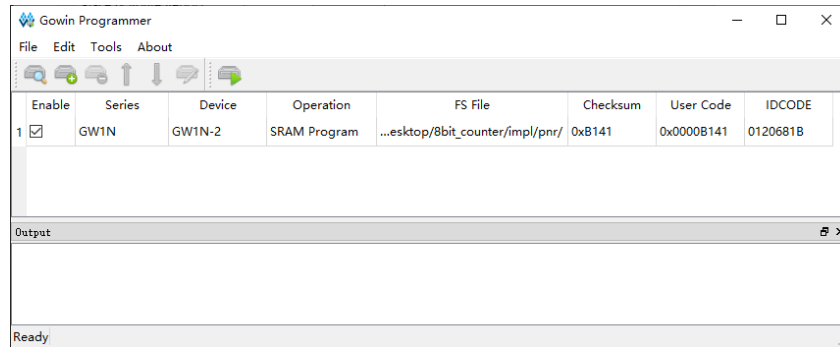 Gowin Programmer
File Edit Tools About
Enable Series Device Operation FS File Checksum User Code IDCODE
1 GW1N GW1N-2 SRAM Program ...esktop/8bit_counter/impl/pnr/ 0xB141 0x0000B141 0120681B
Output
Ready